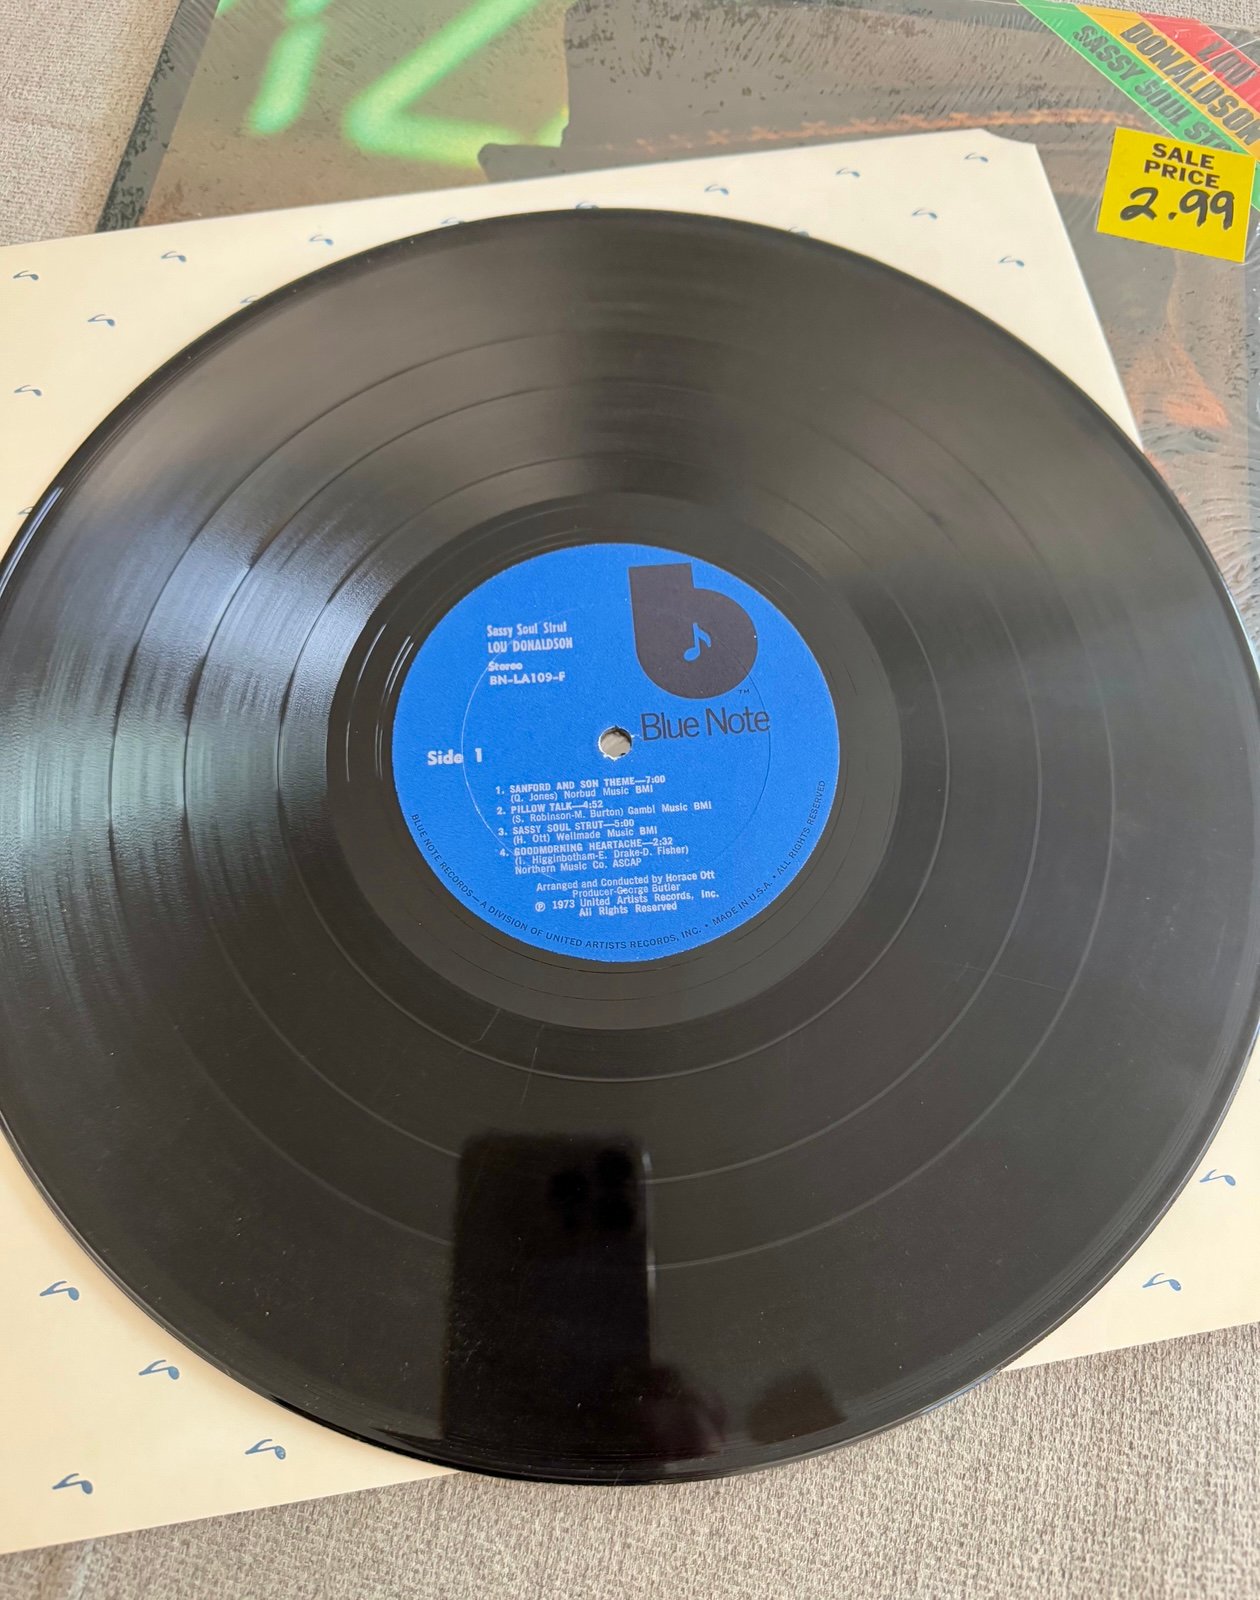 LOU
DONALDSON
SASSY SOUL
SALE
PRICE
2.99
b
TM
Blue Note
Sassy Soul Strut
LOU DONALDSON
Stereo
BN-LA109-F
Side 1
1. SANFORD AND SON THEME—7:00
(Q. Jones) Norbud Music BMI
2. PILLOW TALK—4:52
(S. Robinson-M. Burton) Gambi Music BMI
3. SASSY SOUL STRUT—5:00
(H. Ott) Wellmade Music BMI
4. GOODMORNING HEARTACHE—2:32
(I. Higginbotham-E. Drake-D. Fisher)
Northern Music Co. ASCAP
Arranged and Conducted by Horace Ott
Producer-George Butler
℗ 1973 United Artists Records, Inc.
All Rights Reserved
BLUE NOTE RECORDS—A DIVISION OF UNITED ARTISTS RECORDS, INC. • MADE IN U.S.A. • ALL RIGHTS RESERVED